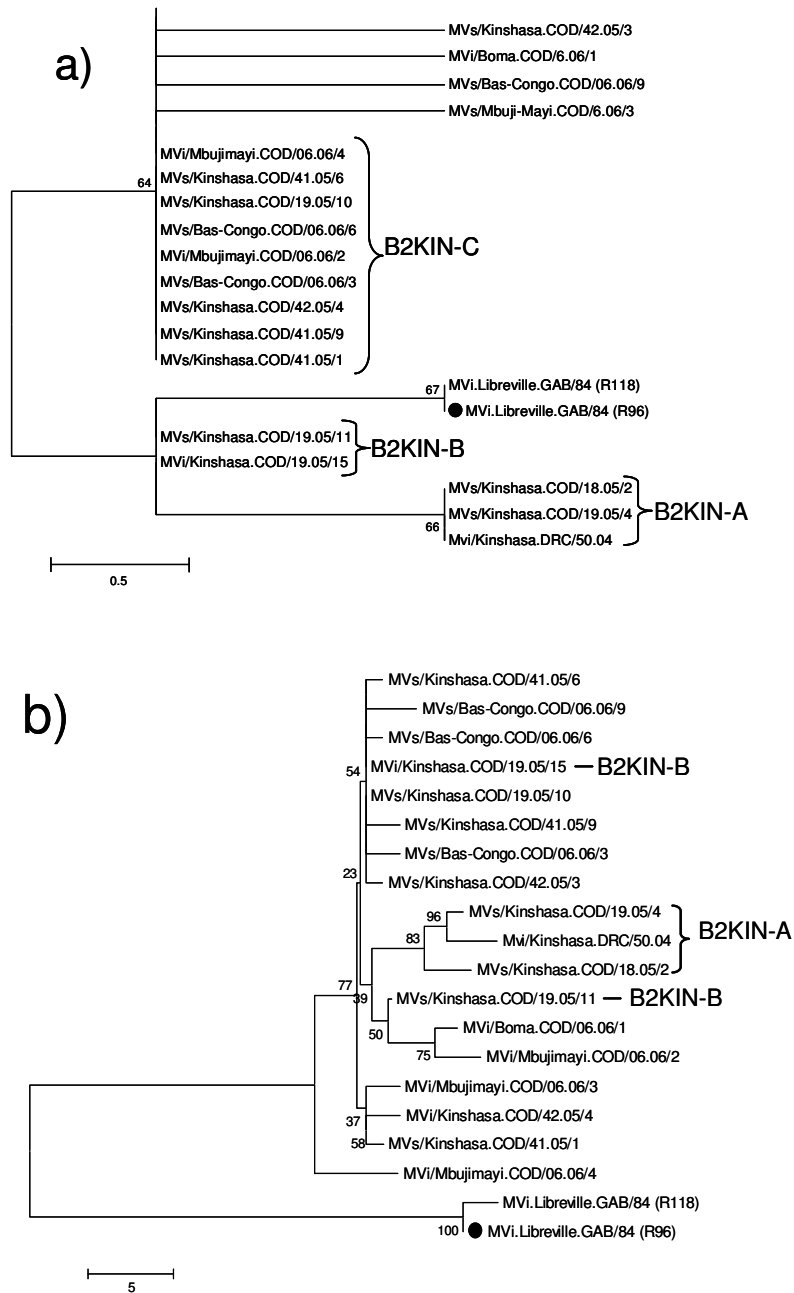 a)
MVs/Kinshasa.COD/42.05/3
MVi/Boma.COD/6.06/1
MVs/Bas-Congo.COD/06.06/9
MVs/Mbuji-Mayi.COD/6.06/3
64
MVi/Mbujimayi.COD/06.06/4
MVs/Kinshasa.COD/41.05/6
MVs/Kinshasa.COD/19.05/10
MVs/Bas-Congo.COD/06.06/6
B2KIN-C
MVi/Mbujimayi.COD/06.06/2
MVs/Bas-Congo.COD/06.06/3
MVs/Kinshasa.COD/42.05/4
MVs/Kinshasa.COD/41.05/9
MVs/Kinshasa.COD/41.05/1
67
MVi.Libreville.GAB/84 (R118)
MVi.Libreville.GAB/84 (R96)
MVs/Kinshasa.COD/19.05/11
B2KIN-B
MVi/Kinshasa.COD/19.05/15
MVs/Kinshasa.COD/18.05/2
MVs/Kinshasa.COD/19.05/4
B2KIN-A
66
Mvi/Kinshasa.DRC/50.04
0.5
b)
MVs/Kinshasa.COD/41.05/6
MVs/Bas-Congo.COD/06.06/9
MVs/Bas-Congo.COD/06.06/6
54
MVi/Kinshasa.COD/19.05/15
B2KIN-B
MVs/Kinshasa.COD/19.05/10
MVs/Kinshasa.COD/41.05/9
MVs/Bas-Congo.COD/06.06/3
23
MVs/Kinshasa.COD/42.05/3
96
MVs/Kinshasa.COD/19.05/4
83
Mvi/Kinshasa.DRC/50.04
B2KIN-A
MVs/Kinshasa.COD/18.05/2
77
39
MVs/Kinshasa.COD/19.05/11
B2KIN-B
50
MVi/Boma.COD/06.06/1
75
MVi/Mbujimayi.COD/06.06/2
MVi/Mbujimayi.COD/06.06/3
37
MVi/Kinshasa.COD/42.05/4
58
MVs/Kinshasa.COD/41.05/1
MVi/Mbujimayi.COD/06.06/4
MVi.Libreville.GAB/84 (R118)
100
MVi.Libreville.GAB/84 (R96)
5